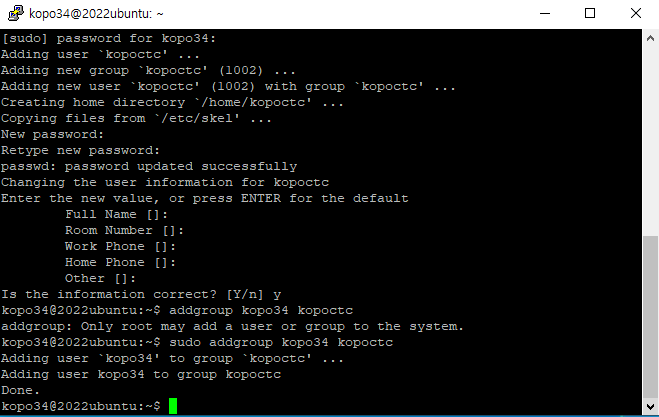 kopo34@2022ubuntu: ~
[sudo] password for kopo34:
Adding user `kopoctc' ...
Adding new group `kopoctc' (1002) ...
Adding new user `kopoctc' (1002) with group `kopoctc' ...
Creating home directory `/home/kopoctc' ...
Copying files from `/etc/skel' ...
New password:
Retype new password:
passwd: password updated successfully
Changing the user information for kopoctc
Enter the new value, or press ENTER for the default
        Full Name []:
        Room Number []:
        Work Phone []:
        Home Phone []:
        Other []:
Is the information correct? [Y/n] y
kopo34@2022ubuntu:~$ addgroup kopo34 kopoctc
addgroup: Only root may add a user or group to the system.
kopo34@2022ubuntu:~$ sudo addgroup kopo34 kopoctc
Adding user `kopo34' to group `kopoctc' ...
Adding user kopo34 to group kopoctc
Done.
kopo34@2022ubuntu:~$